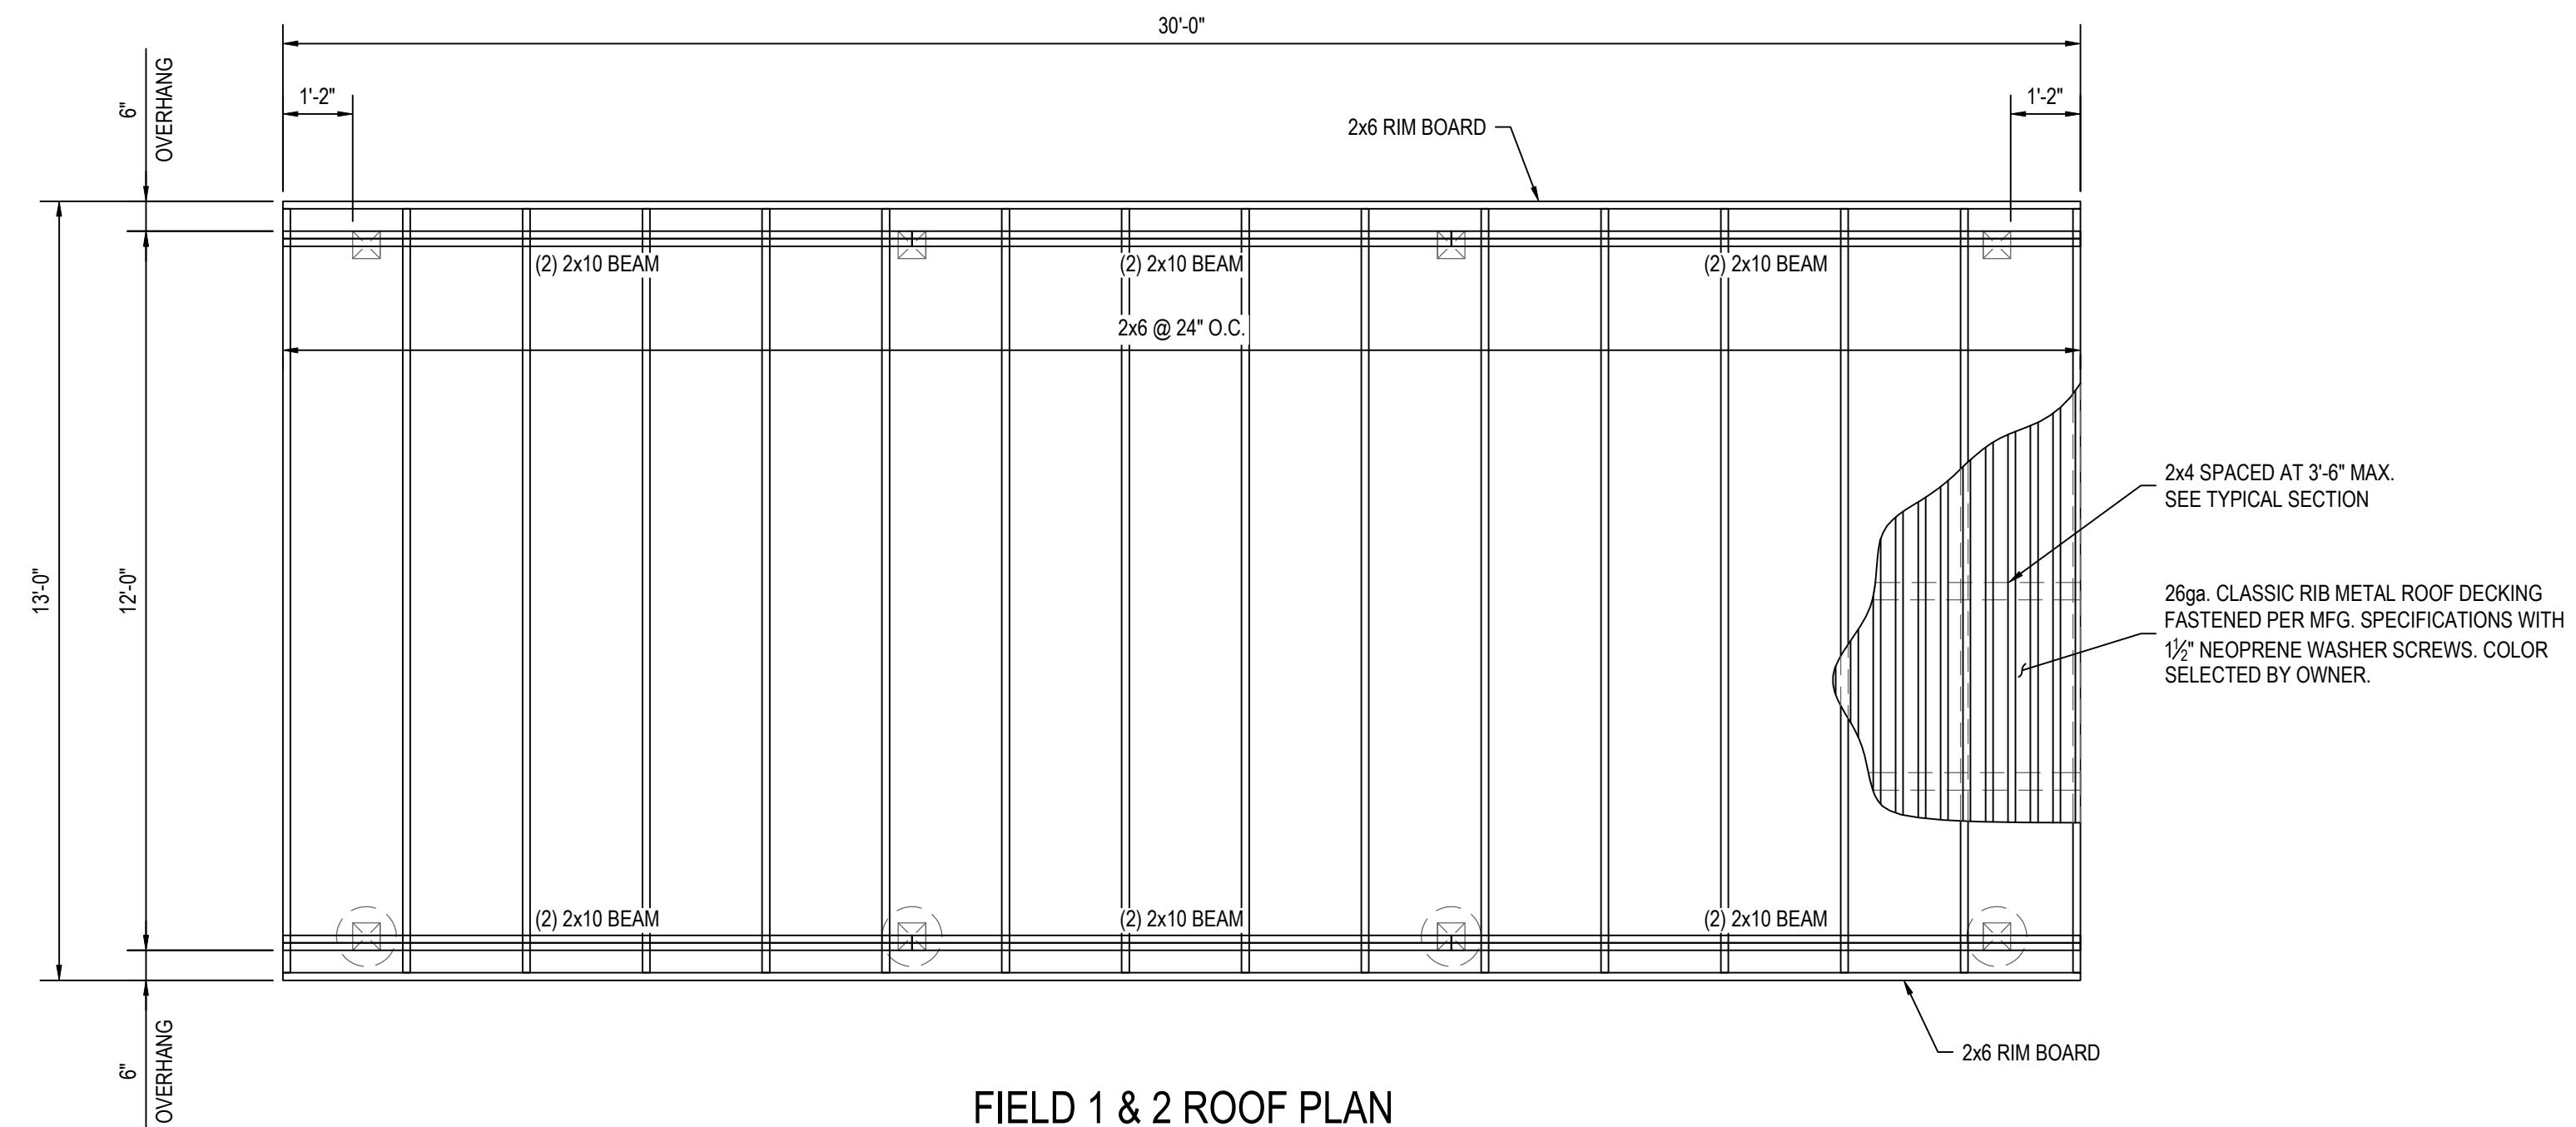 30'-0"
6"
OVERHANG
1'-2"
1'-2"
2x6 RIM BOARD
(2) 2x10 BEAM
(2) 2x10 BEAM
(2) 2x10 BEAM
2x6 @ 24" O.C.
2x4 SPACED AT 3'-6" MAX.
SEE TYPICAL SECTION
13'-0"
12'-0"
26ga. CLASSIC RIB METAL ROOF DECKING
FASTENED PER MFG. SPECIFICATIONS WITH
1½" NEOPRENE WASHER SCREWS. COLOR
SELECTED BY OWNER.
(2) 2x10 BEAM
(2) 2x10 BEAM
(2) 2x10 BEAM
6"
OVERHANG
2x6 RIM BOARD
FIELD 1 & 2 ROOF PLAN